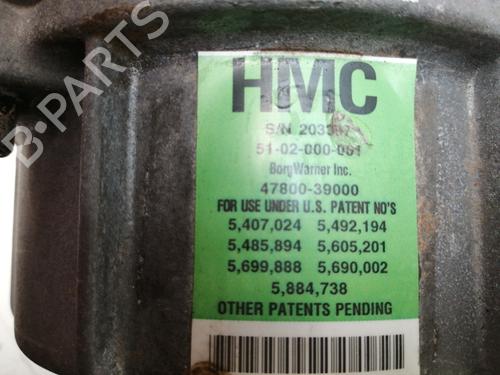 B-PARTS
HMC
S/N 203397
51-02-000-001
BorgWarner Inc.
47800-39000
FOR USE UNDER U.S. PATENT NO'S
5,407,024 5,492,194
5,485,894 5,605,201
5,699,888 5,690,002
5,884,738
OTHER PATENTS PENDING